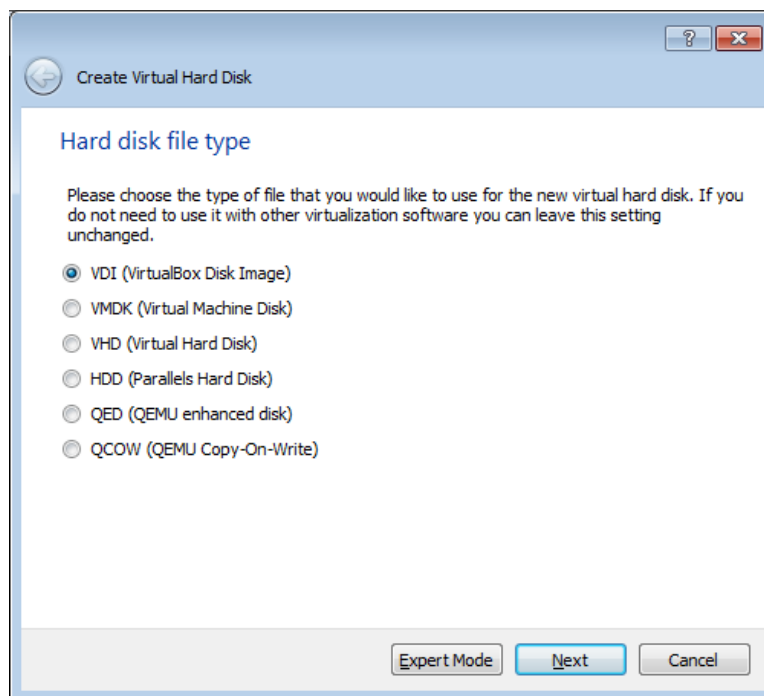 Create Virtual Hard Disk
Hard disk file type
Please choose the type of file that you would like to use for the new virtual hard disk. If you
do not need to use it with other virtualization software you can leave this setting
unchanged.
VDI (VirtualBox Disk Image)
VMDK (Virtual Machine Disk)
VHD (Virtual Hard Disk)
HDD (Parallels Hard Disk)
QED (QEMU enhanced disk)
QCOW (QEMU Copy-On-Write)
Expert Mode Next Cancel